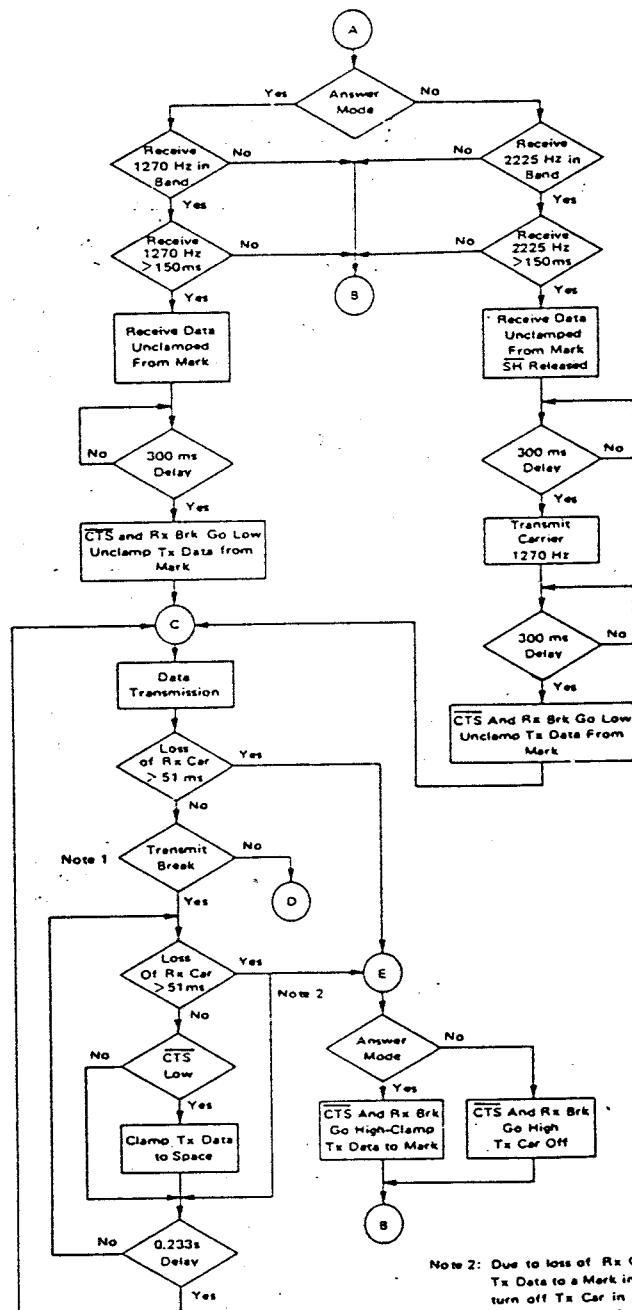 A
Answer
Mode
Yes
No
Receive
1270 Hz in
Band
No
Yes
Receive
2225 Hz in
Band
No
Yes
Receive
1270 Hz
>150ms
No
Yes
Receive
2225 Hz
>150ms
No
Yes
B
Receive Data
Unclamped
From Mark
Receive Data
Unclamped
From Mark
SH Released
300 ms
Delay
No
Yes
300 ms
Delay
No
Yes
CTS and Rx Brk Go Low
Unclamp Tx Data from
Mark
Transmit
Carrier
1270 Hz
300 ms
Delay
No
Yes
CTS And Rx Brk Go Low
Unclamp Tx Data From
Mark
C
Data
Transmission
Loss
of Rx Car
> 51 ms
Yes
No
Note 1
Transmit
Break
No
D
Yes
Loss
Of Rx Car
>51ms
Yes
Note 2
No
E
CTS
Low
No
Yes
Clamp Tx Data
to Space
0.233s
Delay
No
Yes
Answer
Mode
No
Yes
CTS And Rx Brk
Go High-Clamp
Tx Data to Mark
CTS And Rx Brk
Go High
Tx Car Off
B
Note 2: Due to loss of Rx
Tx Data to a Mark in
turn off Tx Car in